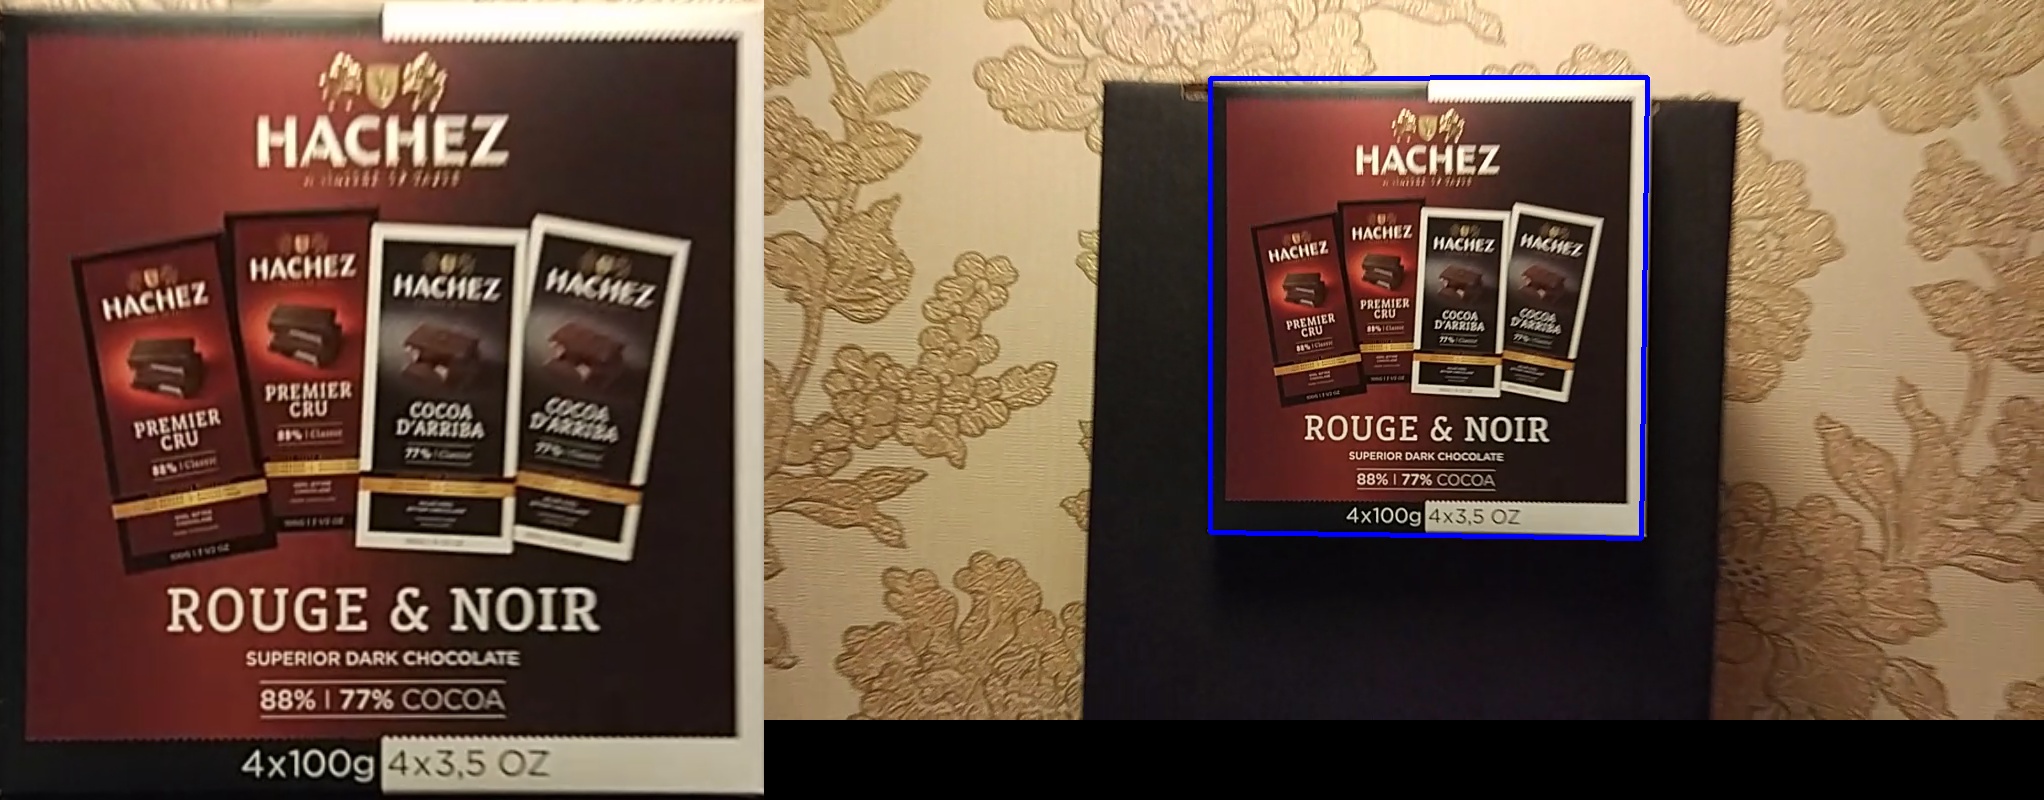 HACHEZ
HACHEZ
PREMIER
CRU
88% | Classic
HACHEZ
PREMIER
CRU
88% | Classic
HACHEZ
COCOA
D'ARRIBA
77% | Classic
HACHEZ
COCOA
D'ARRIBA
77% | Classic
ROUGE & NOIR
SUPERIOR DARK CHOCOLATE
88% | 77% COCOA
4x100g 4x3,5 OZ
HACHEZ
HACHEZ
PREMIER
CRU
88% | Classic
HACHEZ
PREMIER
CRU
88% | Classic
HACHEZ
COCOA
D'ARRIBA
77% | Classic
HACHEZ
COCOA
D'ARRIBA
77% | Classic
ROUGE & NOIR
SUPERIOR DARK CHOCOLATE
88% | 77% COCOA
4x100g 4x3,5 OZ